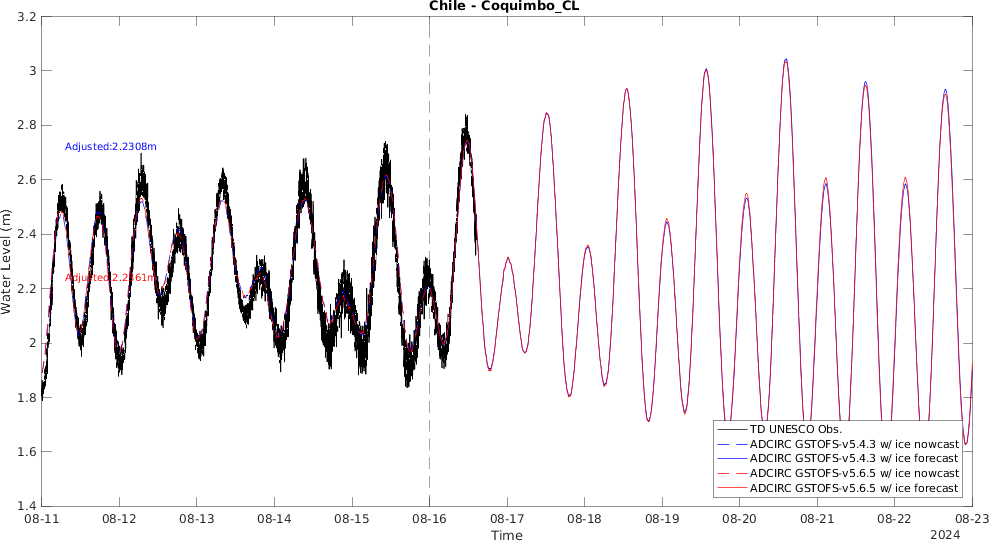 Chile - Coquimbo_CL
3.2
3
2.8
2.6
2.4
2.2
2
1.8
1.6
1.4
Water Level (m)
Adjusted:2.2308m
Adjusted:2.2361m
TD UNESCO Obs.
ADCIRC GSTOFS-v5.4.3 w/ ice nowcast
ADCIRC GSTOFS-v5.4.3 w/ ice forecast
ADCIRC GSTOFS-v5.6.5 w/ ice nowcast
ADCIRC GSTOFS-v5.6.5 w/ ice forecast
08-11 08-12 08-13 08-14 08-15 08-16 08-17 08-18 08-19 08-20 08-21 08-22 08-23
Time
2024